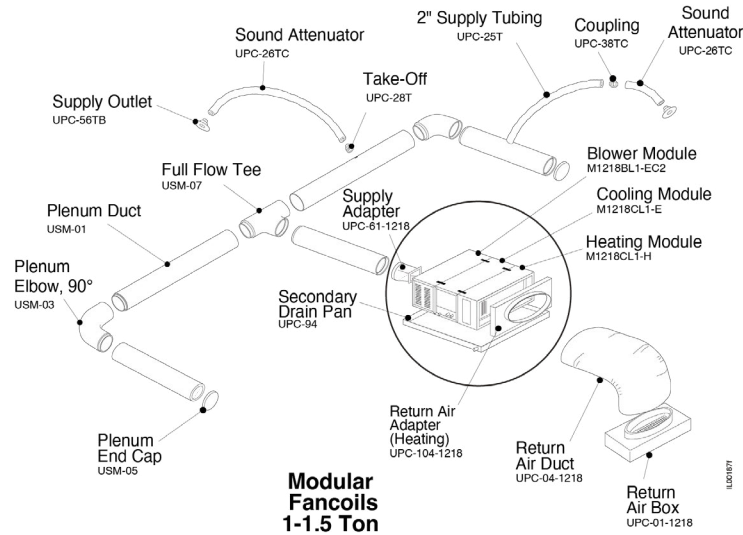 Sound Attenuator
UPC-26TC
2" Supply Tubing
UPC-25T
Coupling
UPC-38TC
Sound
Attenuator
UPC-26TC
Supply Outlet
UPC-56TB
Take-Off
UPC-28T
Full Flow Tee
USM-07
Blower Module
M1218BL1-EC2
Cooling Module
M1218CL1-E
Heating Module
M1218CL1-H
Supply
Adapter
UPC-61-1218
Plenum Duct
USM-01
Plenum
Elbow, 90°
USM-03
Secondary
Drain Pan
UPC-94
Return Air
Adapter
(Heating)
UPC-104-1218
Plenum
End Cap
USM-05
Return
Air Duct
UPC-04-1218
Return
Air Box
UPC-01-1218
Modular
Fancoils
1-1.5 Ton